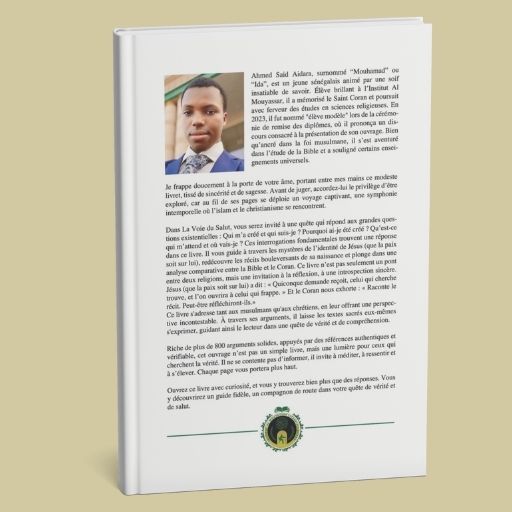 Ahmed Said Aidara, surnommé “Mouhamad” ou
“Ida”, est un jeune sénégalais animé par une soif
insatiable de savoir. Élève brillant à l’Institut Al
Mouyassar, il a mémorisé le Saint Coran et poursuit
avec ferveur des études en sciences religieuses. En
2023, il fut nommé "élève modèle" lors de la cérémo-
nie de remise des diplômes, où il prononça un dis-
cours consacré à la présentation de son ouvrage. Bien
qu’ancré dans la foi musulmane, il s’est aventuré
dans l’étude de la Bible et a souligné certains ensei-
gnements universels.
Je frappe doucement à la porte de votre âme, portant entre mes mains ce modeste
livret, tissé de sincérité et de sagesse. Avant de juger, accordez-lui le privilège d’être
exploré, car au fil de ses pages se déploie un voyage captivant, une symphonie
intemporelle où l’islam et le christianisme se rencontrent.
Dans La Voie du Salut, vous serez invité à une quête qui répond aux grandes ques-
tions existentielles : Qui m’a créé et qui suis-je ? Pourquoi ai-je été créé ? Qu’est-ce
qui m’attend et où vais-je ? Ces interrogations fondamentales trouvent une réponse
dans ce livre. Il vous guide à travers les mystères de l’identité de Jésus (que la paix
soit sur lui), redécouvre les récits bouleversants de sa naissance et plonge dans une
analyse comparative entre la Bible et le Coran. Ce livre n’est pas seulement un pont
entre deux religions, mais une invitation à la réflexion, à une introspection sincère.
Jésus (que la paix soit sur lui) a dit : « Quiconque demande reçoit, celui qui cherche
trouve, et l’on ouvrira à celui qui frappe. » Et le Coran nous exhorte : « Raconte le
récit. Peut-être réfléchiront-ils.»
Ce livre s’adresse tant aux musulmans qu’aux chrétiens, en leur offrant une perspec-
tive incontestable. À travers ses arguments, il laisse les textes sacrés eux-mêmes
s’exprimer, guidant ainsi le lecteur dans une quête de vérité et de compréhension.
Riche de plus de 800 arguments solides, appuyés par des références authentiques et
vérifiable, cet ouvrage n’est pas un simple livre, mais une lumière pour ceux qui
cherchent la vérité. Il ne se contente pas d’informer, il invite à méditer, à ressentir et
à s’élever. Chaque page vous portera plus haut.
Ouvrez ce livre avec curiosité, et vous y trouverez bien plus que des réponses. Vous
y découvrirez un guide fidèle, un compagnon de route dans votre quête de vérité et
de salut.